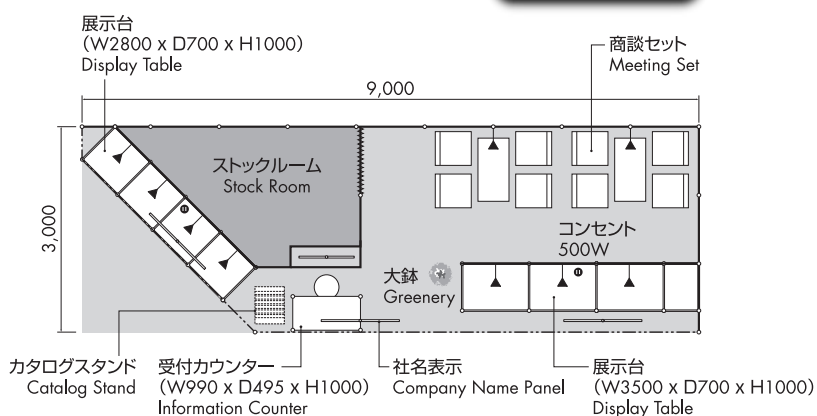 展示台
（W2800 x D700 x H1000）
Display Table
商談セット
Meeting Set
9,000
3,000
ストックルーム
Stock Room
コンセント
500W
大鉢
Greenery
カタログスタンド
Catalog Stand
受付カウンター
（W990 x D495 x H1000）
Information Counter
社名表示
Company Name Panel
展示台
（W3500 x D700 x H1000）
Display Table